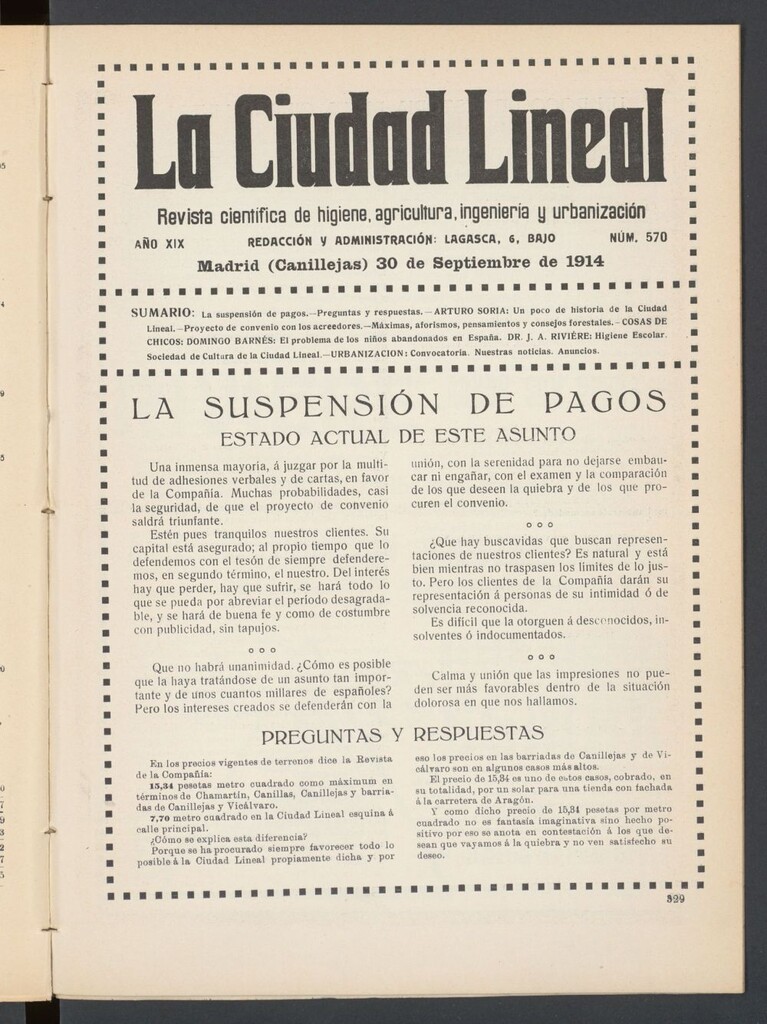 La Ciudad Lineal
Revista científica de higiene, agricultura, ingeniería y urbanización
AÑO XIX REDACCIÓN Y ADMINISTRACIÓN: LAGASCA, 6, BAJO NÚM. 570
Madrid (Canillejas) 30 de Septiembre de 1914
SUMARIO: La suspensión de pagos.—Preguntas y respuestas.—ARTURO SORIA: Un poco de historia de la Ciudad
Lineal.—Proyecto de convenio con los acreedores.—Máximas, aforismos, pensamientos y consejos forestales.—COSAS DE
CHICOS: DOMINGO BARNÉS: El problema de los niños abandonados en España. DR. J. A. RIVIÈRE: Higiene Escolar.
Sociedad de Cultura de la Ciudad Lineal.—URBANIZACION: Convocatoria. Nuestras noticias. Anuncios.
LA SUSPENSIÓN DE PAGOS
ESTADO ACTUAL DE ESTE ASUNTO
Una inmensa mayoría, á juzgar por la multi-
tud de adhesiones verbales y de cartas, en favor
de la Compañía. Muchas probabilidades, casi
la seguridad, de que el proyecto de convenio
saldrá triunfante.
Estén pues tranquilos nuestros clientes. Su
capital está asegurado; al propio tiempo que lo
defendemos con el tesón de siempre defendere-
mos, en segundo término, el nuestro. Del interés
hay que perder, hay que sufrir, se hará todo lo
que se pueda por abreviar el período desagrada-
ble, y se hará de buena fe y como de costumbre
con publicidad, sin tapujos.
o o o
Que no habrá unanimidad. ¿Cómo es posible
que la haya tratándose de un asunto tan impor-
tante y de unos cuantos millares de españoles?
Pero los intereses creados se defenderán con la
unión, con la serenidad para no dejarse embau-
car ni engañar, con el examen y la comparación
de los que deseen la quiebra y de los que pro-
curen el convenio.
o o o
¿Que hay buscavidas que buscan represen-
taciones de nuestros clientes? Es natural y está
bien mientras no traspasen los límites de lo jus-
to. Pero los clientes de la Compañía darán su
representación á personas de su intimidad ó de
solvencia reconocida.
Es difícil que la otorguen á desconocidos, in-
solventes ó indocumentados.
o o o
Calma y unión que las impresiones no pue-
den ser más favorables dentro de la situación
dolorosa en que nos hallamos.
PREGUNTAS Y RESPUESTAS
En los precios vigentes de terrenos dice la Revista
de la Compañía:
15,34 pesetas metro cuadrado como máximum en
términos de Chamartín, Canillas, Canillejas y barria-
das de Canillejas y Vicálvaro.
7,70 metro cuadrado en la Ciudad Lineal esquina á
calle principal.
¿Cómo se explica esta diferencia?
Porque se ha procurado siempre favorecer todo lo
posible á la Ciudad Lineal propiamente dicha y por
eso los precios en las barriadas de Canillejas y de Vi-
cálvaro son en algunos casos más altos.
El precio de 15,34 es uno de estos casos, cobrado, en
su totalidad, por un solar para una tienda con fachada
á la carretera de Aragón.
Y como dicho precio de 15,34 pesetas por metro
cuadrado no es fantasía imaginativa sino hecho po-
sitivo por eso se anota en contestación á los que de-
sean que vayamos á la quiebra y no ven satisfecho su
deseo.
329